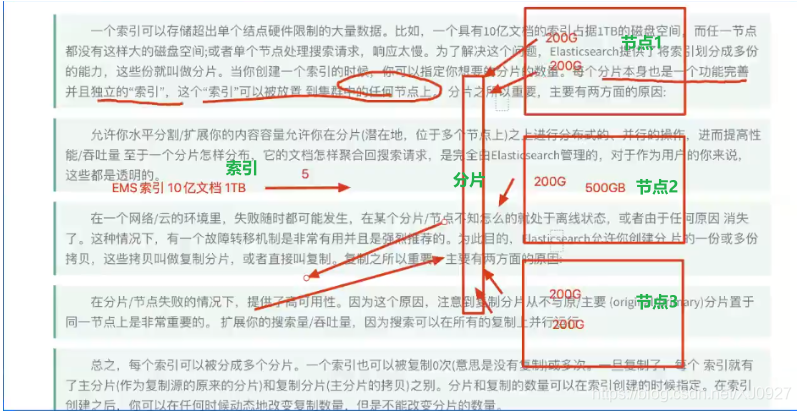 一个索引可以存储超出单个结点硬件限制的大量数据。比如，一个具有10亿文档的索引占据1TB的磁盘空间，而任一节点
都没有这样大的磁盘空间;或者单个节点处理搜索请求，响应太慢。为了解决这个问题，Elasticsearch提供了将索引划分成多份
的能力，这些份就叫做分片。当你创建一个索引的时候，你可以指定你想要的分片的数量。每个分片本身也是一个功能完善
并且独立的“索引”，这个“索引”可以被放置 到集群中的任何节点上。 分片之所以重要，主要有两方面的原因:
允许你水平分割/扩展你的内容容量允许你在分片(潜在地，位于多个节点上)之上进行分布式的、并行的操作，进而提高性
能/吞吐量 至于一个分片怎样分布，它的文档怎样聚合回搜索请求，是完全由Elasticsearch管理的，对于作为用户的你来说，
这些都是透明的。
在一个网络/云的环境里，失败随时都可能发生，在某个分片/节点不知怎么的就处于离线状态，或者由于任何原因 消失
了。这种情况下，有一个故障转移机制是非常有用并且是强烈推荐的。为此目的，Elasticsearch允许你创建分 片的一份或多份
拷贝，这些拷贝叫做复制分片，或者直接叫复制。复制之所以重要，主要有两方面的原因:
在分片/节点失败的情况下，提供了高可用性。因为这个原因，注意到复制分片从不与原/主要 (original/primary)分片置于
同一节点上是非常重要的。 扩展你的搜索量/吞吐量，因为搜索可以在所有的复制上并行运行
总之，每个索引可以被分成多个分片。一个索引也可以被复制0次(意思是没有复制)或多次。一旦复制了，每个 索引就有
了主分片(作为复制源的原来的分片)和复制分片(主分片的拷贝)之别。分片和复制的数量可以在索引创建的时候指定。在索引
创建之后，你可以在任何时候动态地改变复制数量，但是不能改变分片的数量。
索引
EMS索引 10亿文档 1TB
5
分片
200G
200G
节点1
200G
500GB
节点2
200G
200G
节点3
https://blog.csdn.net/XJ0927